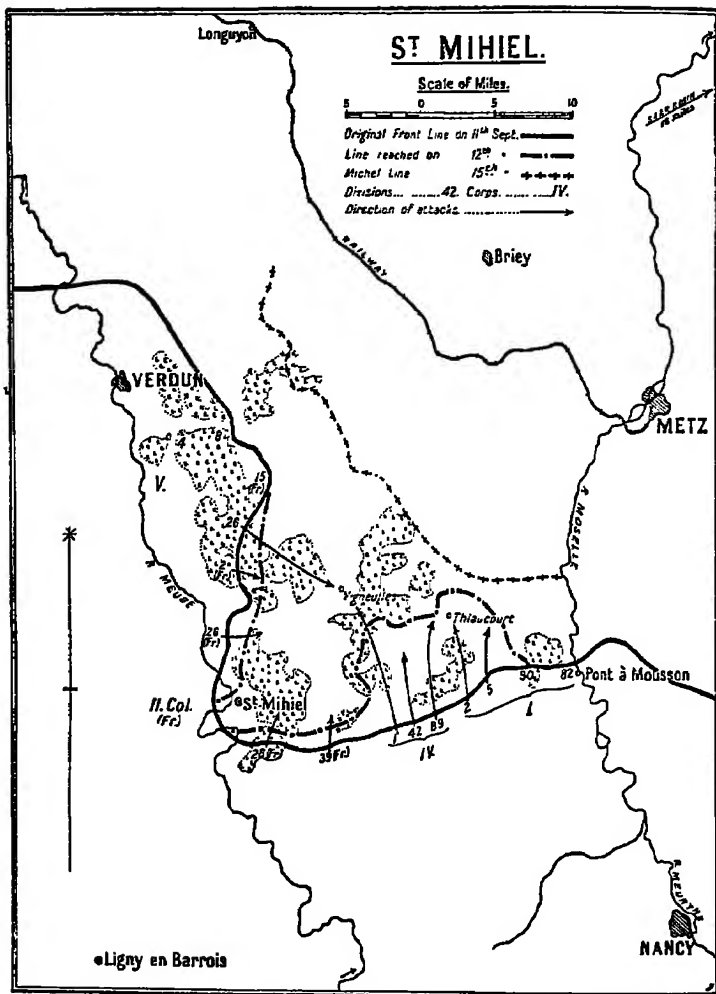 Longuyon
ST MIHIEL.
Scale of Miles.
5 0 5 10
Original Front Line on 11th Sept.
Line reached on 12th "
Michel Line 15th "
Divisions 42. Corps IV.
Direction of attacks
RAILWAY
Briey
VERDUN
METZ
4 8
V.
15
(Fr)
R. MOSELLE
26
R. MEUSE
Vigneulles
Thiaucourt
26
(Fr)
II. Col.
(Fr)
St Mihiel
Pont à Mousson
90 82
5
2
I.
1 42 89
IV.
39 (Fr)
(Fr)
R. MEURTHE
NANCY
Ligny en Barrois